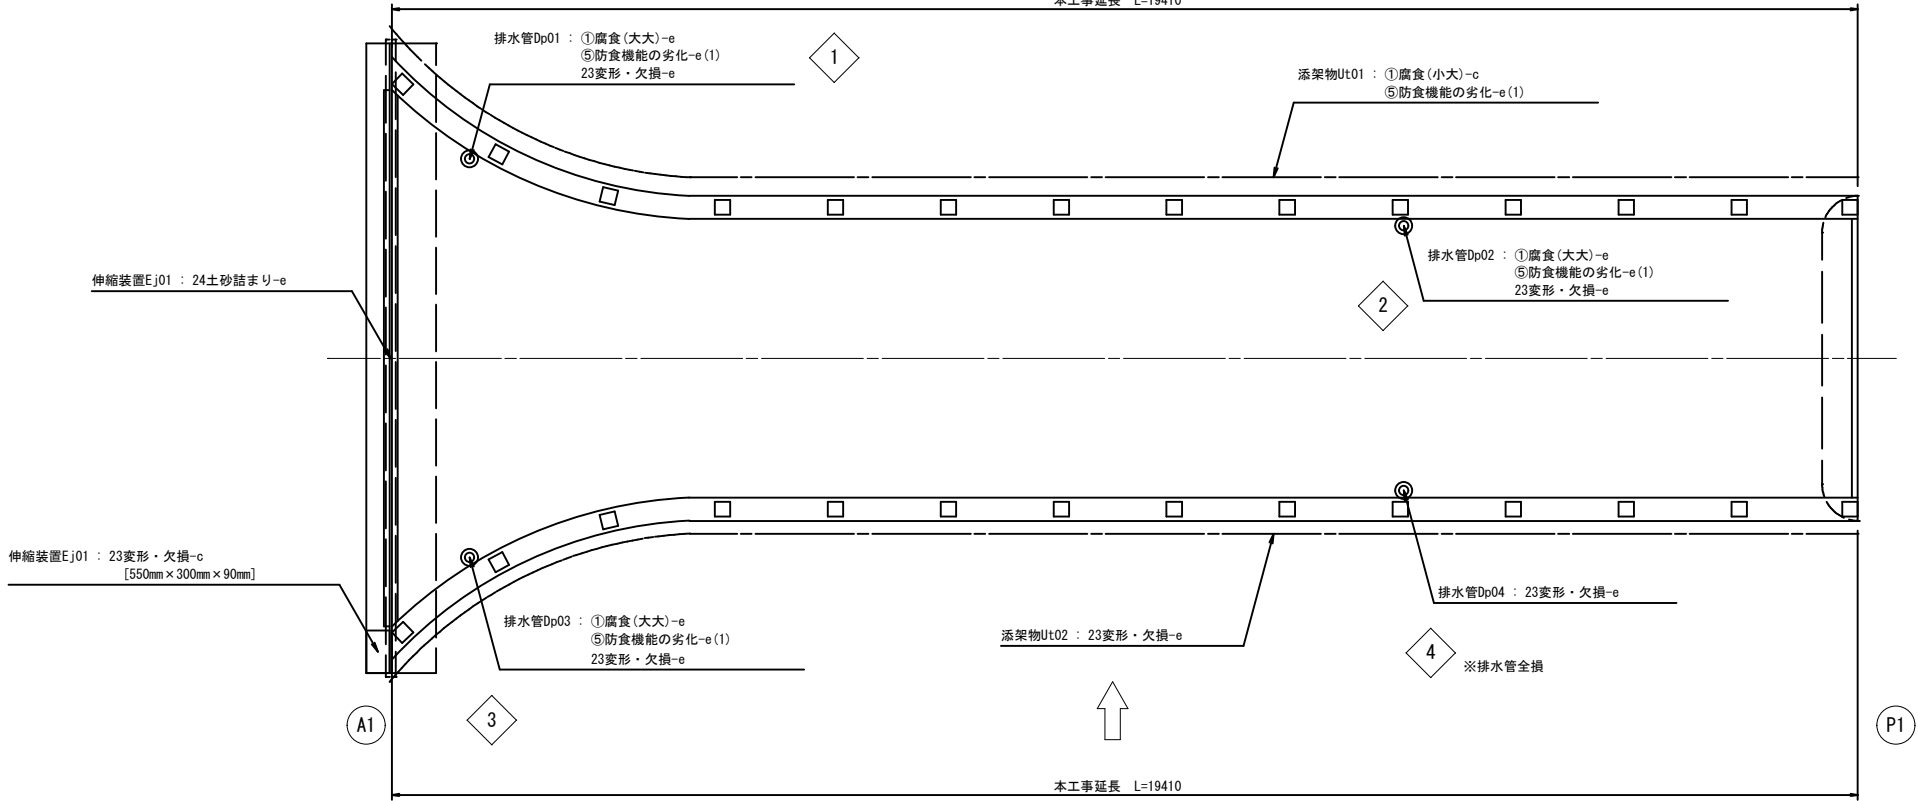 本工事延長 L=19410
排水管Dp01 : ①腐食(大大)-e
⑤防食機能の劣化-e(1)
23変形・欠損-e
1
添架物Ut01 : ①腐食(小大)-c
⑤防食機能の劣化-e(1)
排水管Dp02 : ①腐食(大大)-e
⑤防食機能の劣化-e(1)
23変形・欠損-e
2
伸縮装置Ej01 : 24土砂詰まり-e
伸縮装置Ej01 : 23変形・欠損-c
[550mm×300mm×90mm]
排水管Dp03 : ①腐食(大大)-e
⑤防食機能の劣化-e(1)
23変形・欠損-e
3
添架物Ut02 : 23変形・欠損-e
排水管Dp04 : 23変形・欠損-e
4
※排水管全損
A1
P1
本工事延長 L=19410